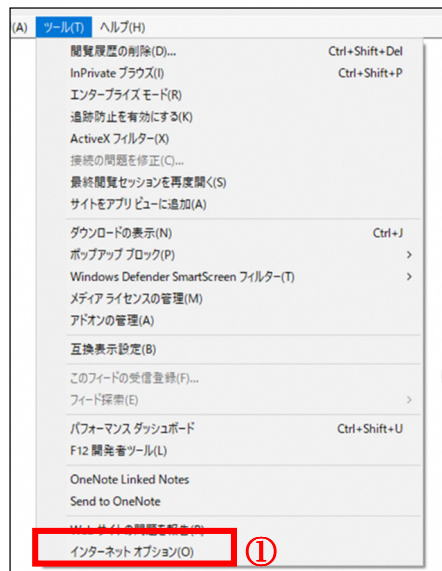 (A) ツール(T) ヘルプ(H)
閲覧履歴の削除(D)... Ctrl+Shift+Del
InPrivate ブラウズ(I) Ctrl+Shift+P
エンタープライズ モード(R)
追跡防止を有効にする(K)
ActiveX フィルター(X)
接続の問題を修正(C)...
最終閲覧セッションを再度開く(S)
サイトをアプリ ビューに追加(A)
ダウンロードの表示(N) Ctrl+J
ポップアップ ブロック(P)
Windows Defender SmartScreen フィルター(T)
メディア ライセンスの管理(M)
アドオンの管理(A)
互換表示設定(B)
このフィードの受信登録(F)...
フィード探索(E)
パフォーマンス ダッシュボード Ctrl+Shift+U
F12 開発者ツール(L)
OneNote Linked Notes
Send to OneNote
Web サイトの問題を報告(R)
インターネット オプション(O) ①